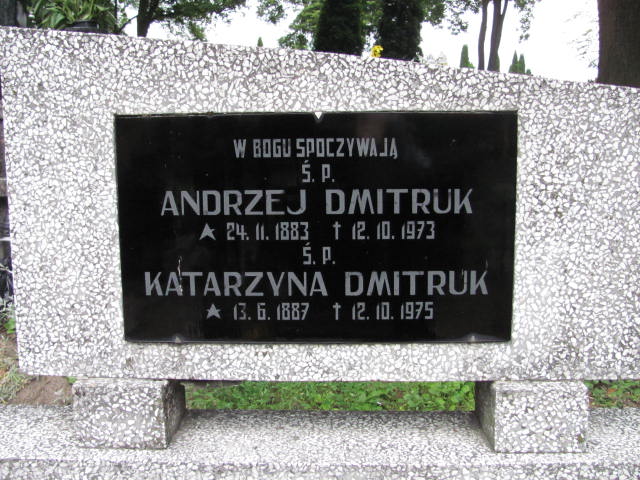 W BOGU SPOCZYWAJĄ
Ś. P.
ANDRZEJ DMITRUK
★ 24. 11. 1883 † 12. 10. 1973
Ś. P.
KATARZYNA DMITRUK
★ 13. 6. 1887 † 12. 10. 1975